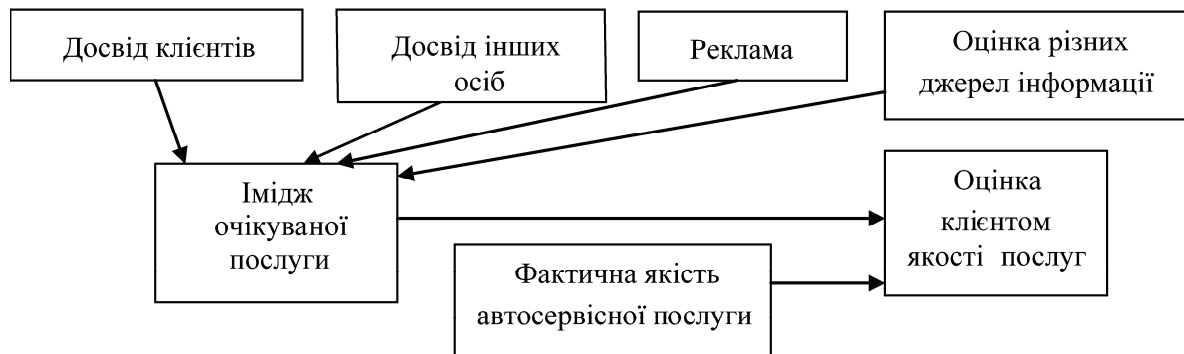 Досвід клієнтів
Досвід інших
осіб
Реклама
Оцінка різних
джерел інформації
Імідж
очікуваної
послуги
Оцінка
клієнтом
якості послуг
Фактична якість
автосервісної послуги